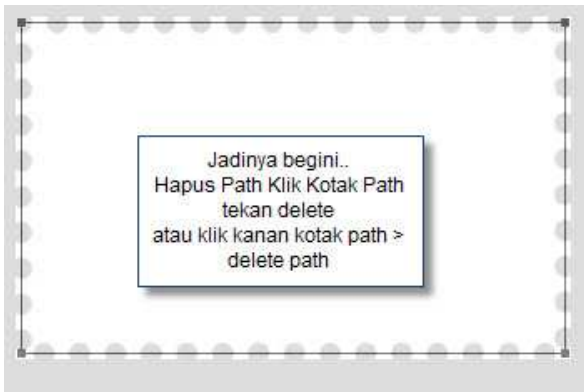 Jadinya begini..
Hapus Path Klik Kotak Path
tekan delete
atau klik kanan kotak path >
delete path